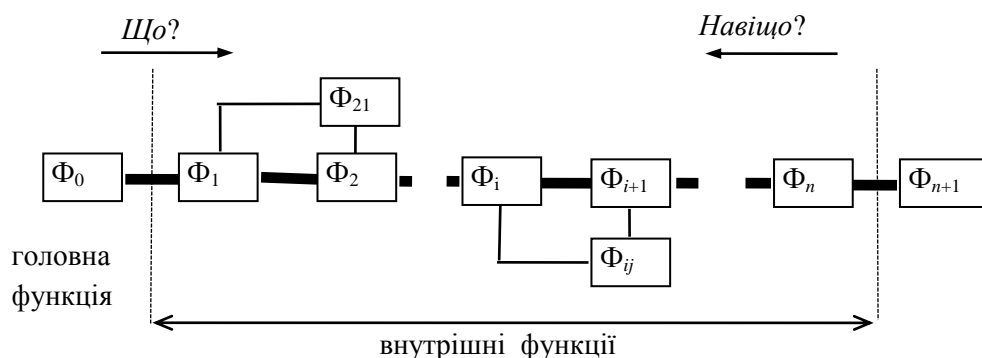 Що?
Навіщо?
Φ21
Φ0 Φ1 Φ2 Φi Φi+1 Φn Φn+1
Φij
головна
функція
внутрішні функції